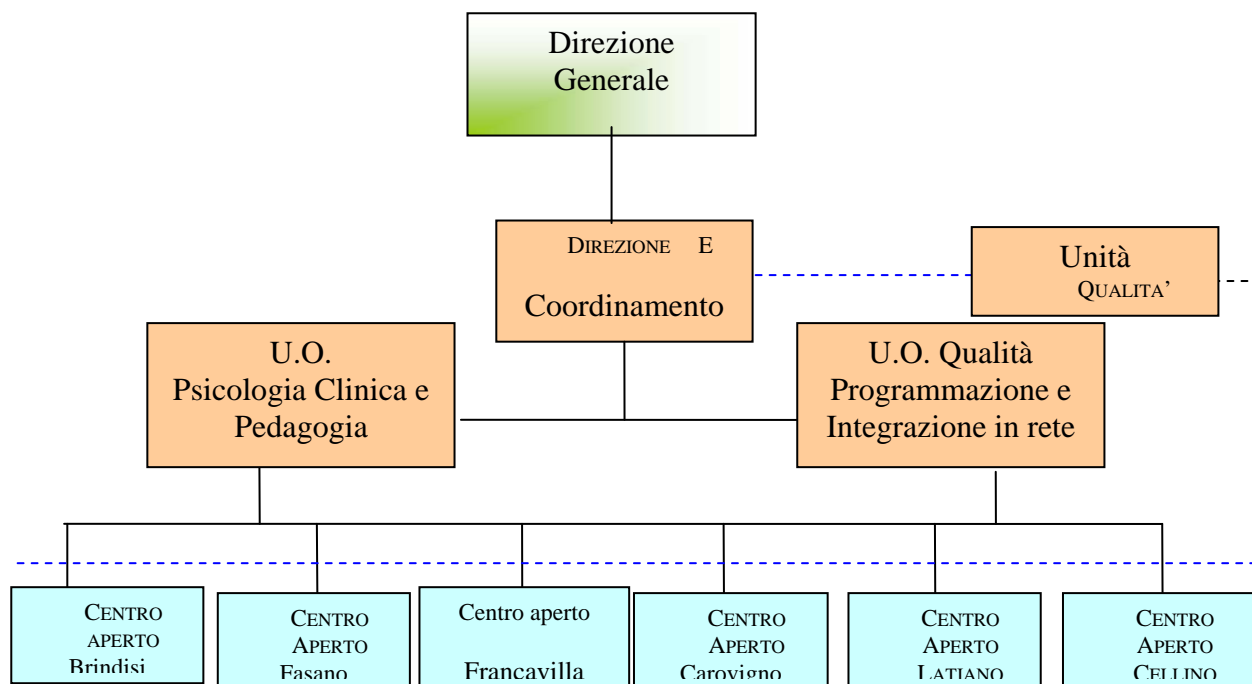 Direzione
Generale
DIREZIONE E
Coordinamento
Unità
QUALITA’
U.O.
Psicologia Clinica e
Pedagogia
U.O. Qualità
Programmazione e
Integrazione in rete
CENTRO
APERTO
Brindisi
CENTRO
APERTO
Fasano
Centro aperto
Francavilla
CENTRO
APERTO
Carovigno
CENTRO
APERTO
LATIANO
CENTRO
APERTO
CELLINO